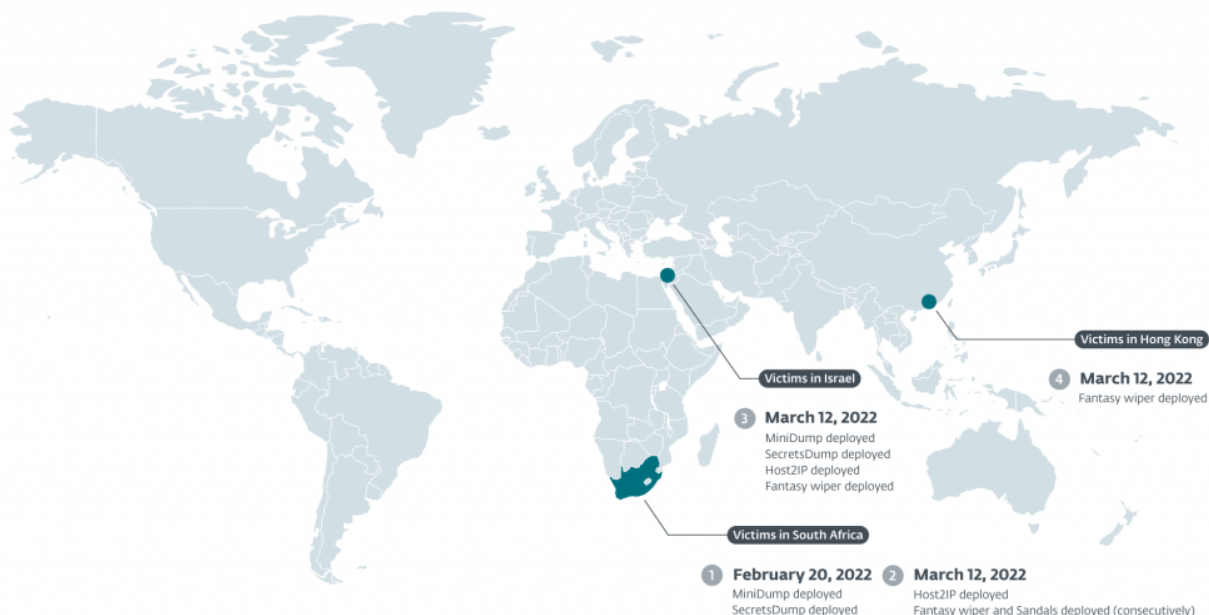 Victims in Hong Kong
4 March 12, 2022
Fantasy wiper deployed
Victims in Israel
3 March 12, 2022
MiniDump deployed
SecretsDump deployed
Host2IP deployed
Fantasy wiper deployed
Victims in South Africa
1 February 20, 2022
MiniDump deployed
SecretsDump deployed
2 March 12, 2022
Host2IP deployed
Fantasy wiper and Sandals deployed (consecutively)